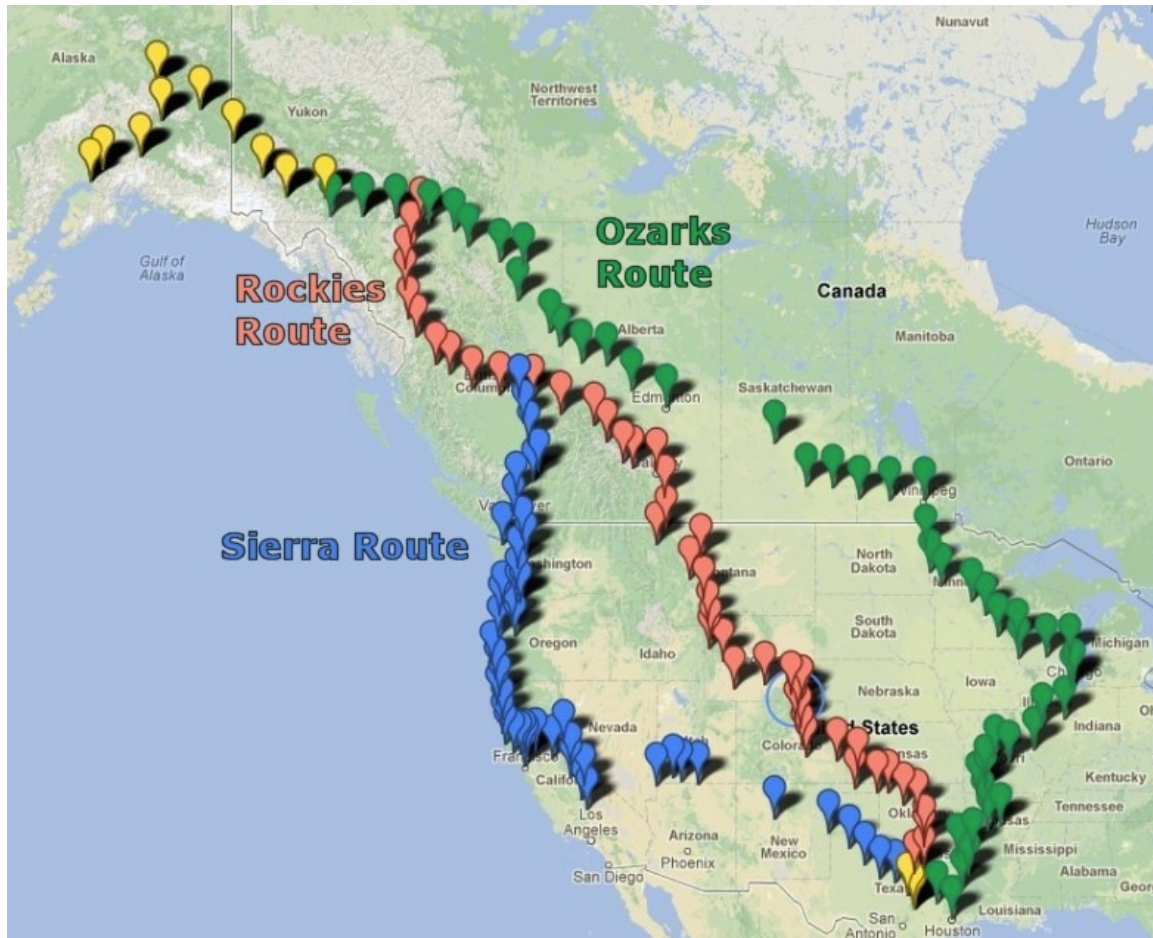 Nunavut
Alaska
Northwest
Territories
Yukon
Ozarks
Route
Hudson
Bay
Gulf of
Alaska
Rockies
Route
Canada
Alberta
Manitoba
Saskatchewan
Edmonton
Ontario
Winnipeg
Sierra Route
North
Dakota
South
Dakota
Oregon
Idaho
Michigan
Iowa
Nebraska
Nevada
Indiana
Colorado
Kentucky
Tennessee
Los
Angeles
Arizona
Phoenix
New
Mexico
Mississippi
San Diego
Alabama
Louisiana
San
Antonio
Houston